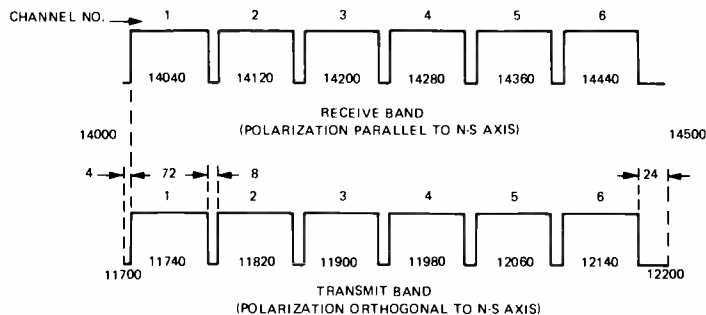 CHANNEL NO. 1 2 3 4 5 6
14040 14120 14200 14280 14360 14440
RECEIVE BAND
(POLARIZATION PARALLEL TO N-S AXIS)
14000 14500
4 72 8 24
1 2 3 4 5 6
11740 11820 11900 11980 12060 12140
11700 12200
TRANSMIT BAND
(POLARIZATION ORTHOGONAL TO N-S AXIS)